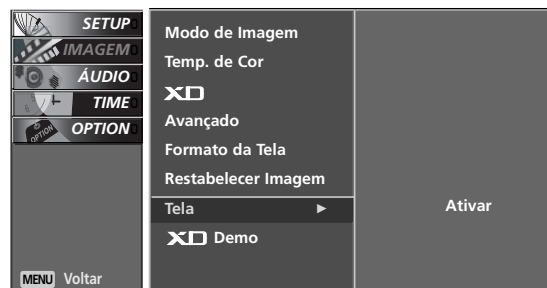 SETUP
IMAGEM
ÁUDIO
TIME
OPTION
MENU Voltar
Modo de Imagem
Temp. de Cor
XD
Avançado
Formato da Tela
Restabelecer Imagem
Tela ►
XD Demo
Ativar